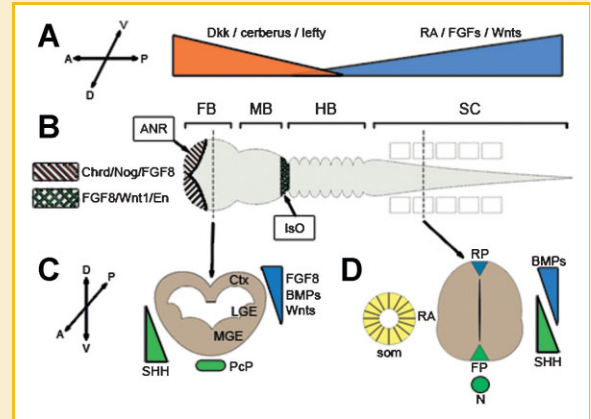 A
V
A
P
D
Dkk / cerberus / lefty
RA / FGFs / Wnts
FB
MB
HB
SC
B
ANR
Chrd/Nog/FGF8
FGF8/Wnt1/En
IsO
C
D
P
A
V
Ctx
LGE
MGE
SHH
PcP
FGF8
BMPs
Wnts
D
RP
BMPs
RA
som
FP
SHH
N